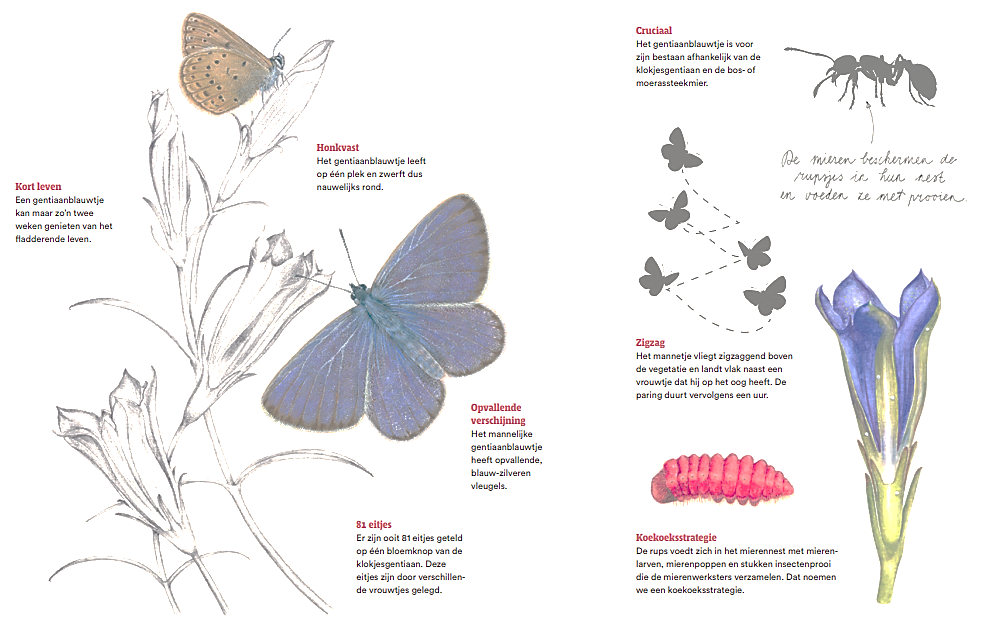 Kort leven
Een gentiaanblauwtje
kan maar zo'n twee
weken genieten van het
fladderende leven.
Honkvast
Het gentiaanblauwtje leeft
op één plek en zwerft dus
nauwelijks rond.
Opvallende
verschijning
Het mannelijke
gentiaanblauwtje
heeft opvallende,
blauw-zilveren
vleugels.
81 eitjes
Er zijn ooit 81 eitjes geteld
op één bloemknop van de
klokjesgentiaan. Deze
eitjes zijn door verschillen-
de vrouwtjes gelegd.
Cruciaal
Het gentiaanblauwtje is voor
zijn bestaan afhankelijk van de
klokjesgentiaan en de bos- of
moerassteekmier.
De mieren beschermen de
rupsjes in hun nest
en voeden ze met prooien.
Zigzag
Het mannetje vliegt zigzaggend boven
de vegetatie en landt vlak naast een
vrouwtje dat hij op het oog heeft. De
paring duurt vervolgens een uur.
Koekoeksstrategie
De rups voedt zich in het mierennest met mieren-
larven, mierenpoppen en stukken insectenprooi
die de mierenwerksters verzamelen. Dat noemen
we een koekoeksstrategie.